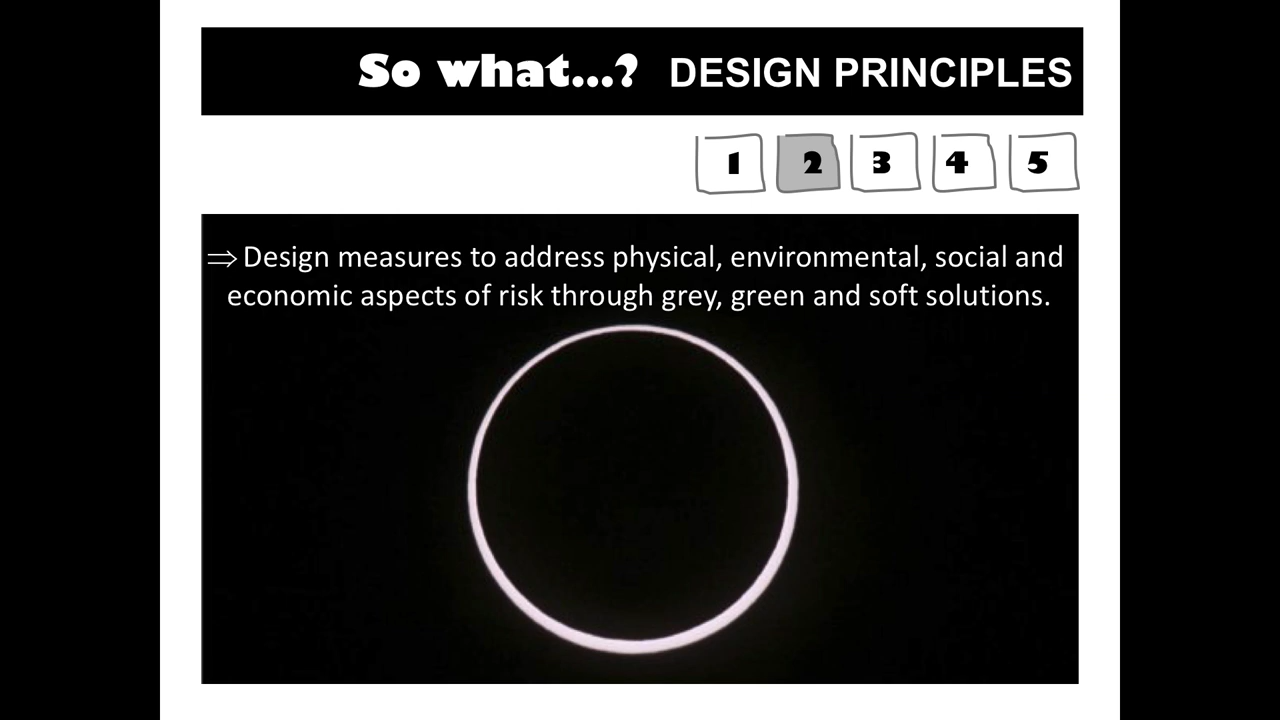 So what...? DESIGN PRINCIPLES
1 2 3 4 5
⇒ Design measures to address physical, environmental, social and
economic aspects of risk through grey, green and soft solutions.